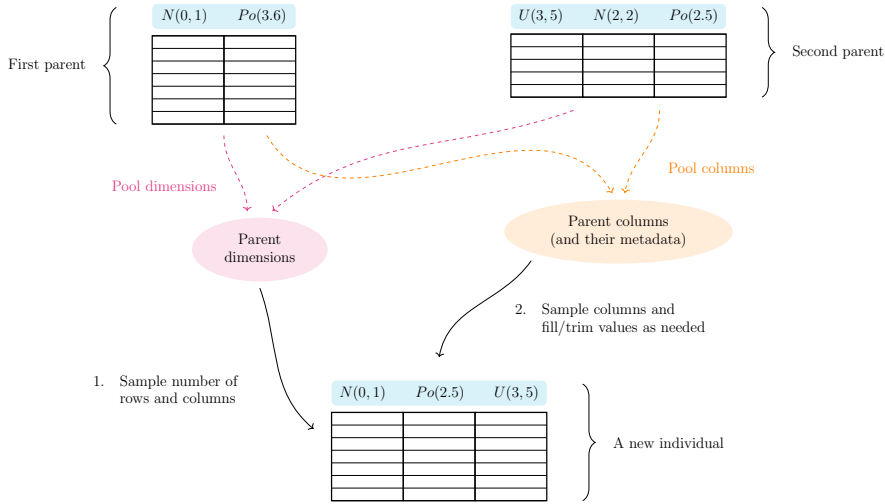 N(0, 1) Po(3.6)
U(3, 5) N(2, 2) Po(2.5)
First parent
Second parent
Pool dimensions
Pool columns
Parent
dimensions
Parent columns
(and their metadata)
2. Sample columns and
fill/trim values as needed
1. Sample number of
rows and columns
N(0, 1) Po(2.5) U(3, 5)
A new individual